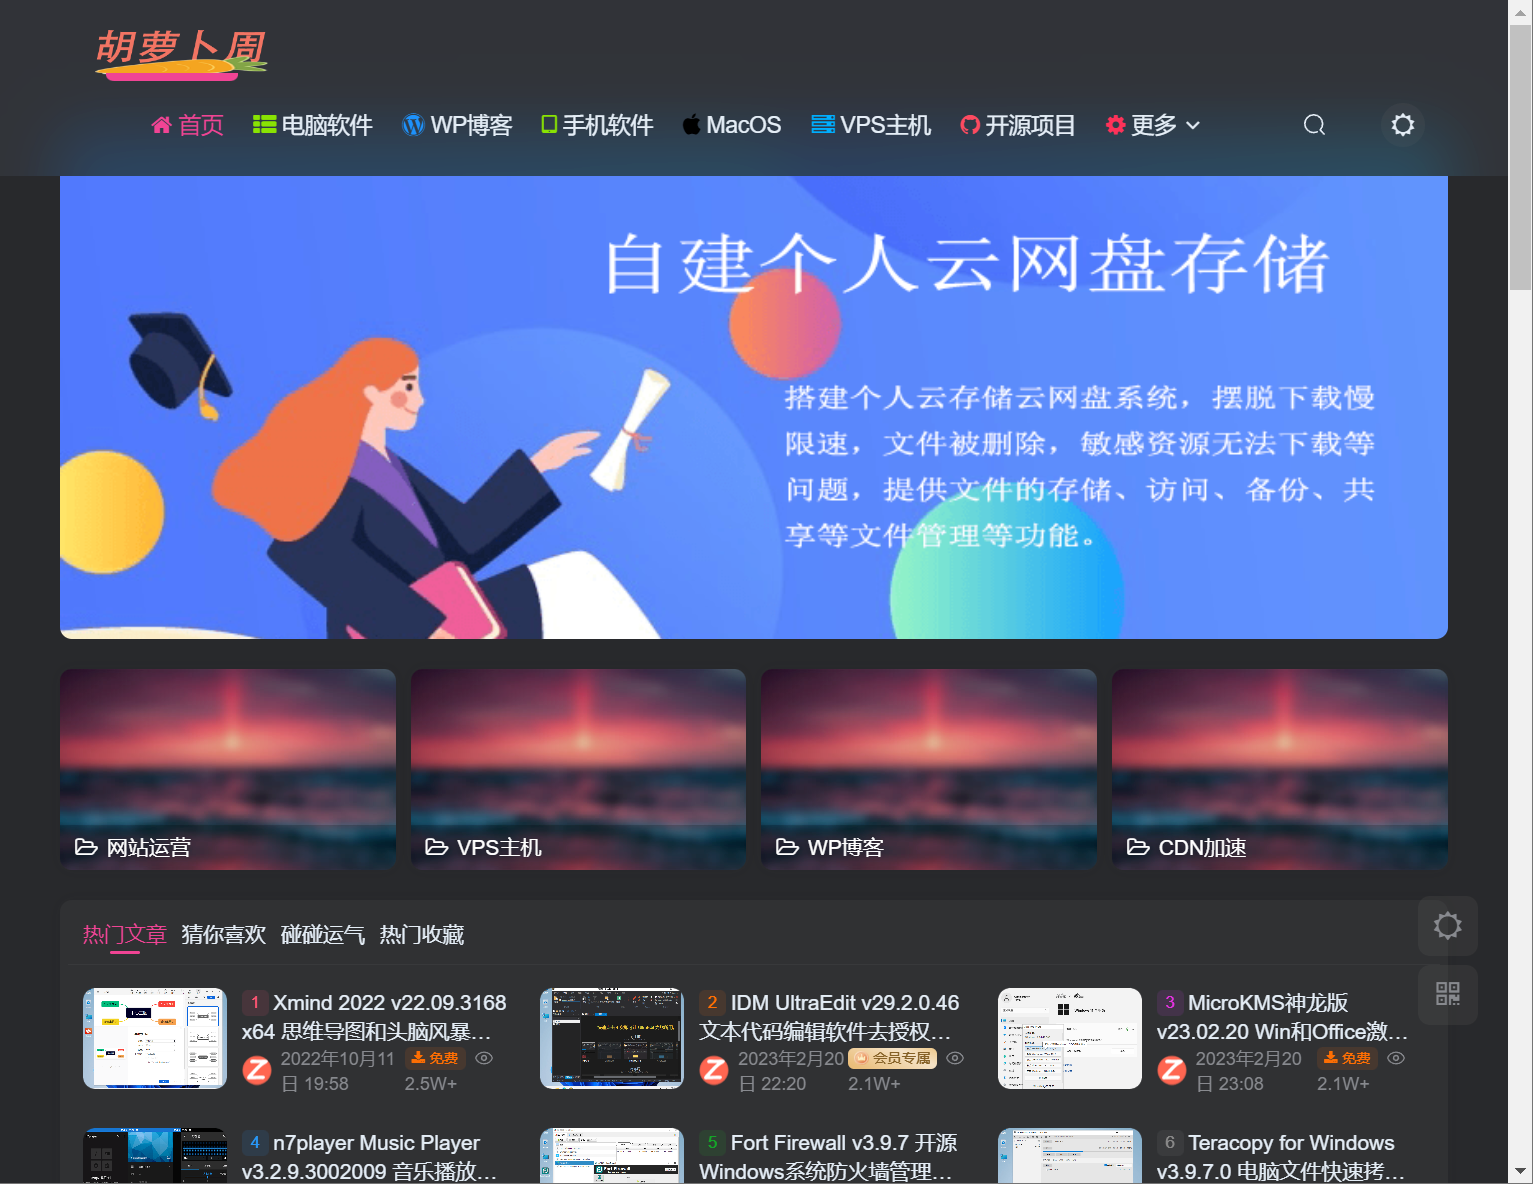 胡萝卜周
首页 电脑软件 WP博客 手机软件 MacOS VPS主机 开源项目 更多
自建个人云网盘存储
搭建个人云存储云网盘系统，摆脱下载慢
限速，文件被删除，敏感资源无法下载等
问题，提供文件的存储、访问、备份、共
享等文件管理等功能。
网站运营 VPS主机 WP博客 CDN加速
热门文章 猜你喜欢 碰碰运气 热门收藏
1 Xmind 2022 v22.09.3168
x64 思维导图和头脑风暴...
2022年10月11 免费
日 19:58 2.5W+
2 IDM UltraEdit v29.2.0.46
文本代码编辑软件去授权...
2023年2月20 会员专属
日 22:20 2.1W+
3 MicroKMS神龙版
v23.02.20 Win和Office激...
2023年2月20 免费
日 23:08 2.1W+
4 n7player Music Player
v3.2.9.3002009 音乐播放...
5 Fort Firewall v3.9.7 开源
Windows系统防火墙管理...
6 Teracopy for Windows
v3.9.7.0 电脑文件快速拷...